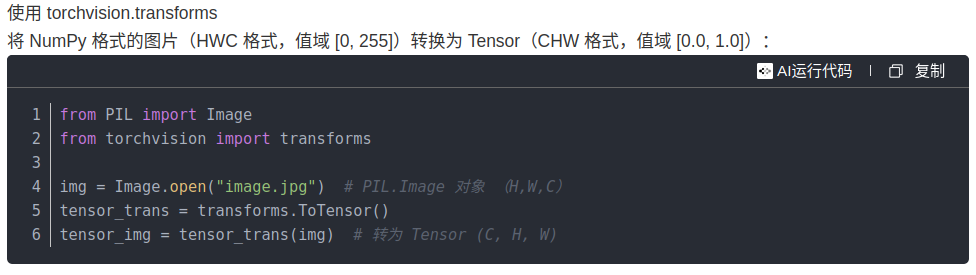 使用 torchvision.transforms
将 NumPy 格式的图片（HWC 格式，值域 [0, 255]）转换为 Tensor（CHW 格式，值域 [0.0, 1.0]）：
AI运行代码 | 复制
1 from PIL import Image
2 from torchvision import transforms
3
4 img = Image.open("image.jpg")  # PIL.Image 对象 （H,W,C）
5 tensor_trans = transforms.ToTensor()
6 tensor_img = tensor_trans(img)  # 转为 Tensor (C, H, W)